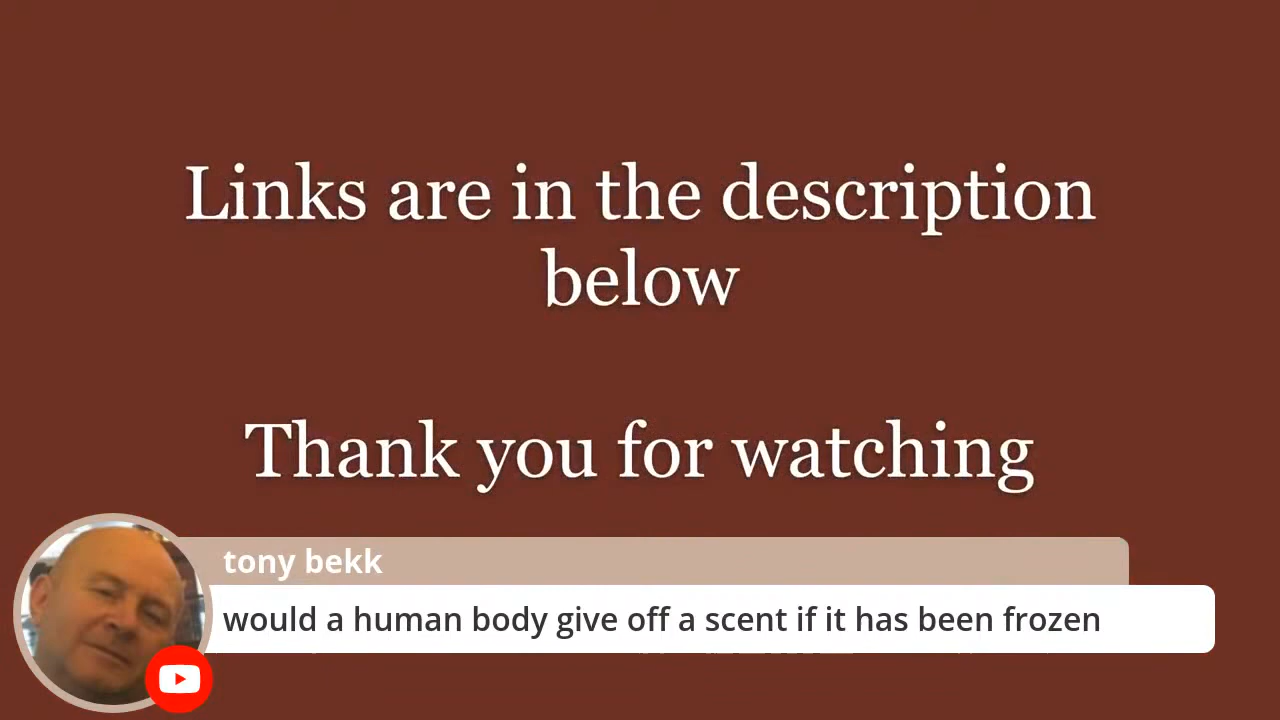 Links are in the description
below
Thank you for watching
tony bekk
would a human body give off a scent if it has been frozen